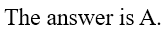 The answer is A.